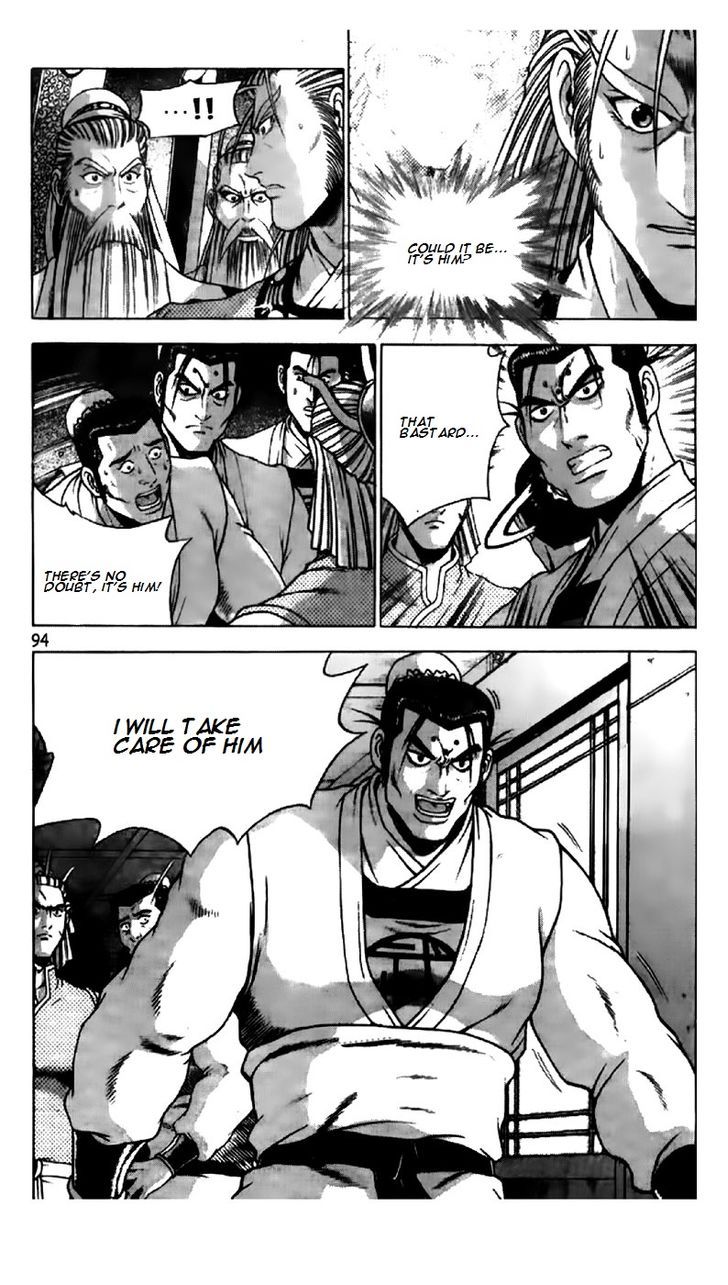 ...!!
COULD IT BE...
IT'S HIM?
THERE'S NO
DOUBT, IT'S HIM!
THAT
BASTARD...
94
I WILL TAKE
CARE OF HIM